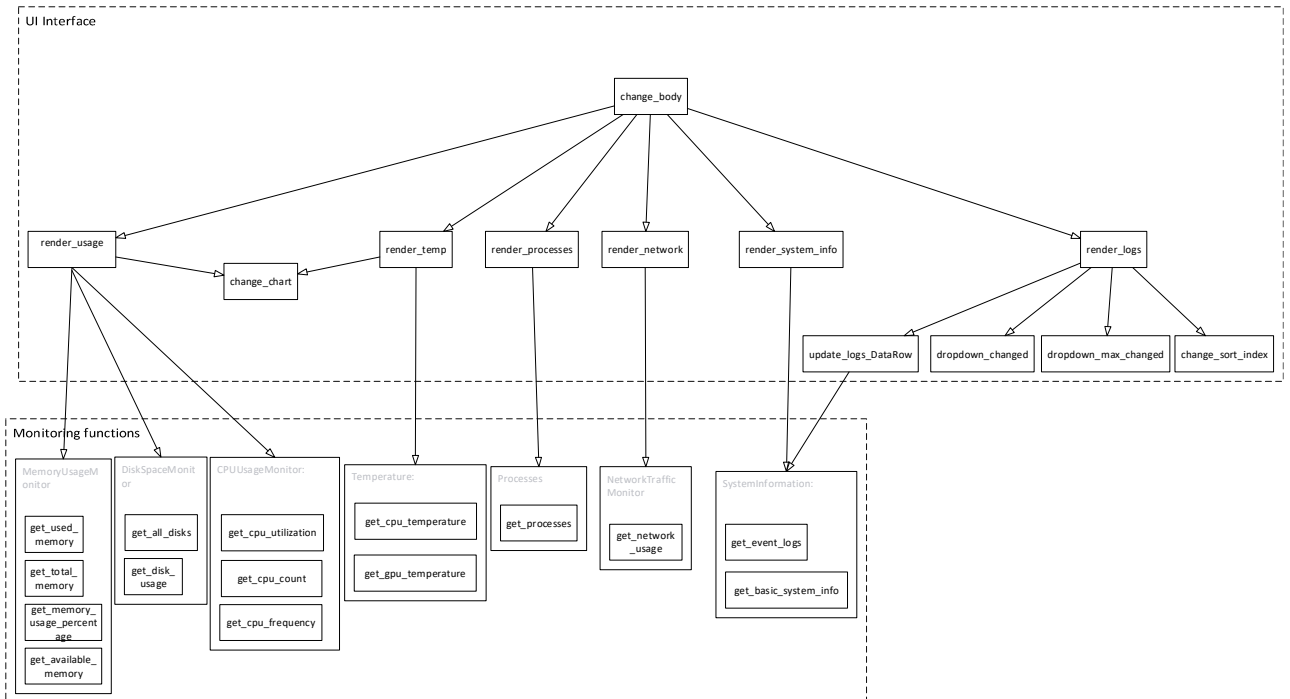 UI Interface
change_body
render_usage
render_temp
render_processes
render_network
render_system_info
render_logs
change_chart
update_logs_DataRow
dropdown_changed
dropdown_max_changed
change_sort_index
Monitoring functions
MemoryUsageM
onitor
get_used_
memory
get_total_
memory
get_memory_
usage_percent
age
get_available_
memory
DiskSpaceMonit
or
get_all_disks
get_disk_
usage
CPUUsageMonitor:
get_cpu_utilization
get_cpu_count
get_cpu_frequency
Temperature:
get_cpu_temperature
get_gpu_temperature
Processes
get_processes
NetworkTraffic
Monitor
get_network
_usage
SystemInformation:
get_event_logs
get_basic_system_info